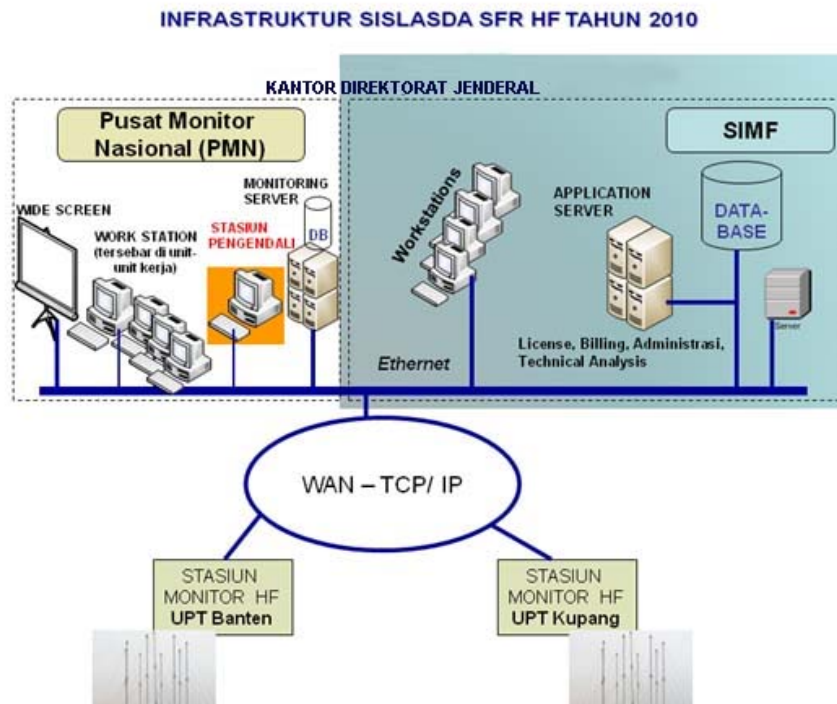 INFRASTRUKTUR SISLASDA SFR HF TAHUN 2010
KANTOR DIREKTORAT JENDERAL
Pusat Monitor
Nasional (PMN)
SIMF
WIDE SCREEN
WORK STATION
(tersebar di unit-
unit kerja)
STASIUN
PENGENDALI
MONITORING
SERVER
DB
Workstations
APPLICATION
SERVER
DATA-
BASE
Server
License, Billing, Administrasi,
Technical Analysis
Ethernet
WAN – TCP/ IP
STASIUN
MONITOR HF
UPT Banten
STASIUN
MONITOR HF
UPT Kupang